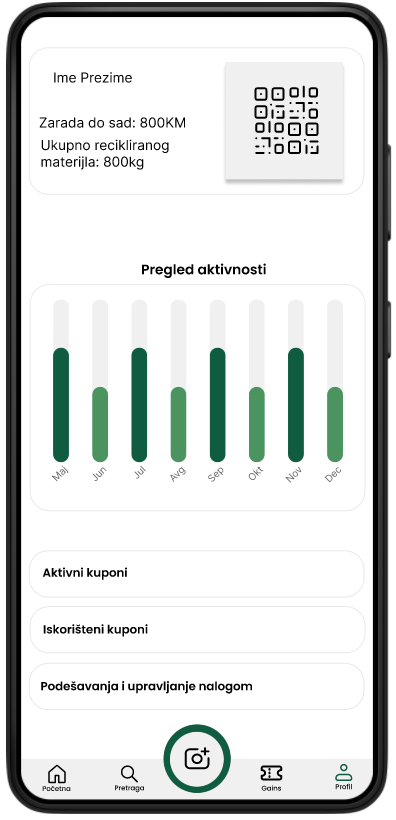 Ime Prezime
Zarada do sad: 800KM
Ukupno recikliranog
materijla: 800kg
Pregled aktivnosti
Maj Jun Jul Avg Sep Okt Nov Dec
Aktivni kuponi
Iskorišteni kuponi
Podešavanja i upravljanje nalogom
Početna Pretraga Gains Profil